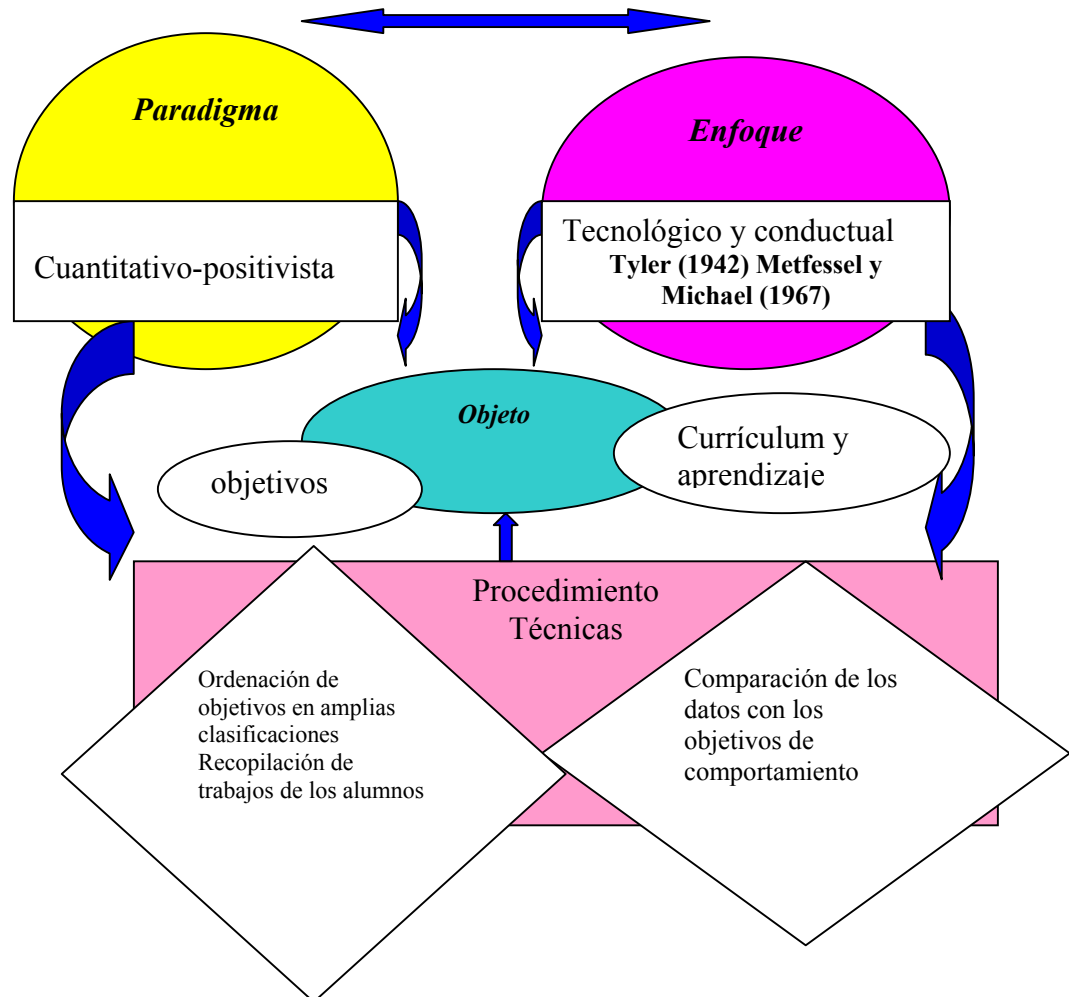 Paradigma
Enfoque
Cuantitativo-positivista
Tecnológico y conductual
Tyler (1942) Metfessel y
Michael (1967)
Objeto
objetivos
Currículum y
aprendizaje
Procedimiento
Técnicas
Ordenación de
objetivos en amplias
clasificaciones
Recopilación de
trabajos de los alumnos
Comparación de los
datos con los
objetivos de
comportamiento